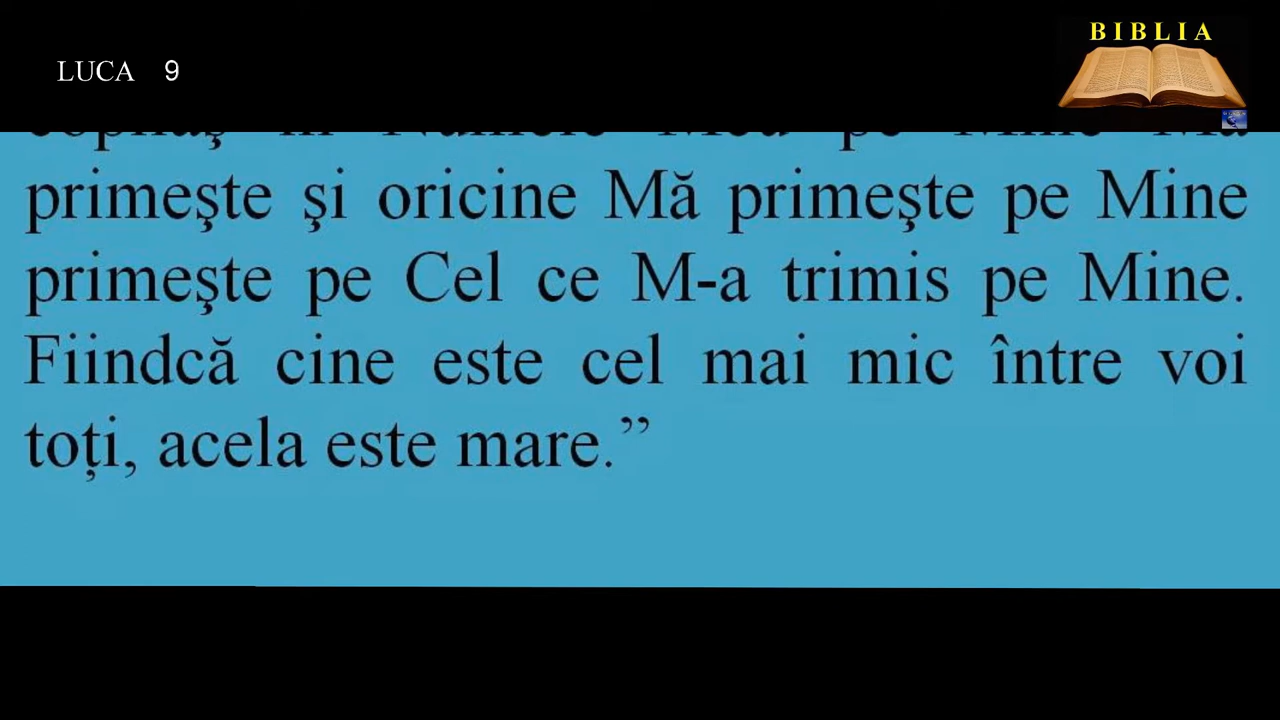 BIBLIA
LUCA 9
primeşte şi oricine Mă primeşte pe Mine
primeşte pe Cel ce M-a trimis pe Mine.
Fiindcă cine este cel mai mic între voi
toți, acela este mare.”